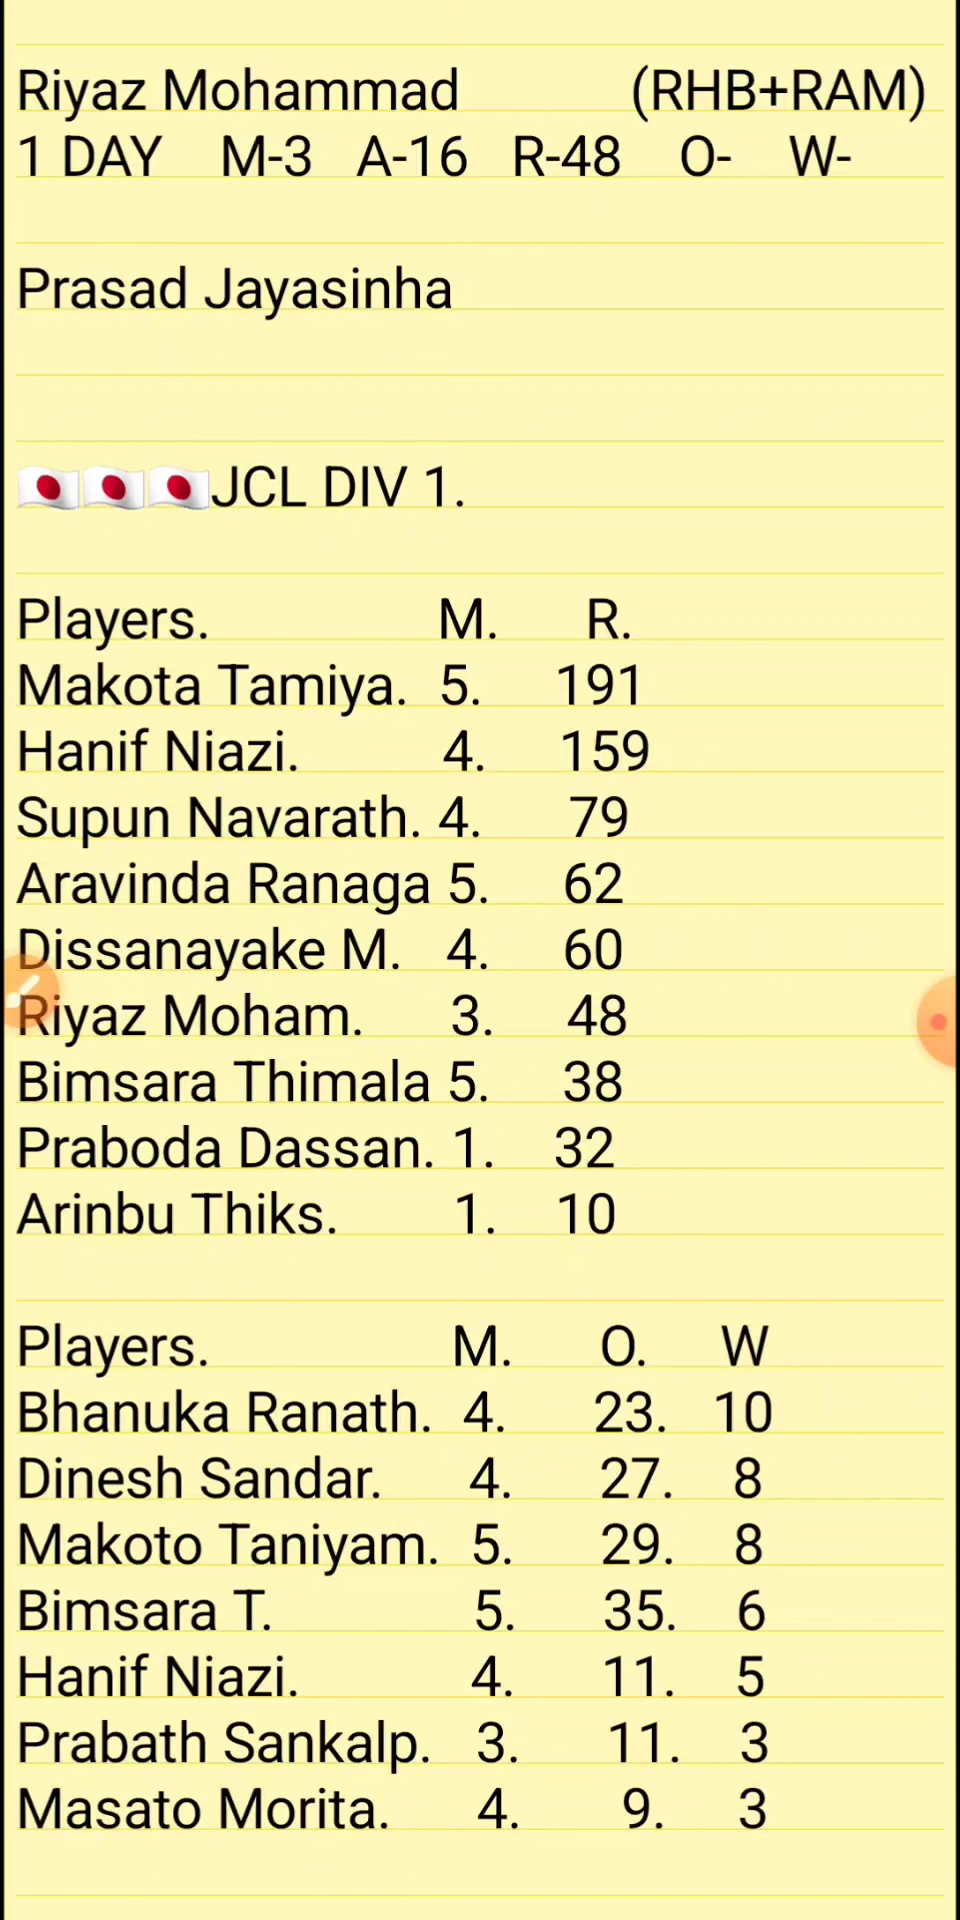 Riyaz Mohammad (RHB+RAM)
1 DAY M-3 A-16 R-48 O- W-
Prasad Jayasinha
🇯🇵🇯🇵🇯🇵JCL DIV 1.
Players. M. R.
Makota Tamiya. 5. 191
Hanif Niazi. 4. 159
Supun Navarath. 4. 79
Aravinda Ranaga 5. 62
Dissanayake M. 4. 60
Riyaz Moham. 3. 48
Bimsara Thimala 5. 38
Praboda Dassan. 1. 32
Arinbu Thiks. 1. 10
Players. M. O. W
Bhanuka Ranath. 4. 23. 10
Dinesh Sandar. 4. 27. 8
Makoto Taniyam. 5. 29. 8
Bimsara T. 5. 35. 6
Hanif Niazi. 4. 11. 5
Prabath Sankalp. 3. 11. 3
Masato Morita. 4. 9. 3